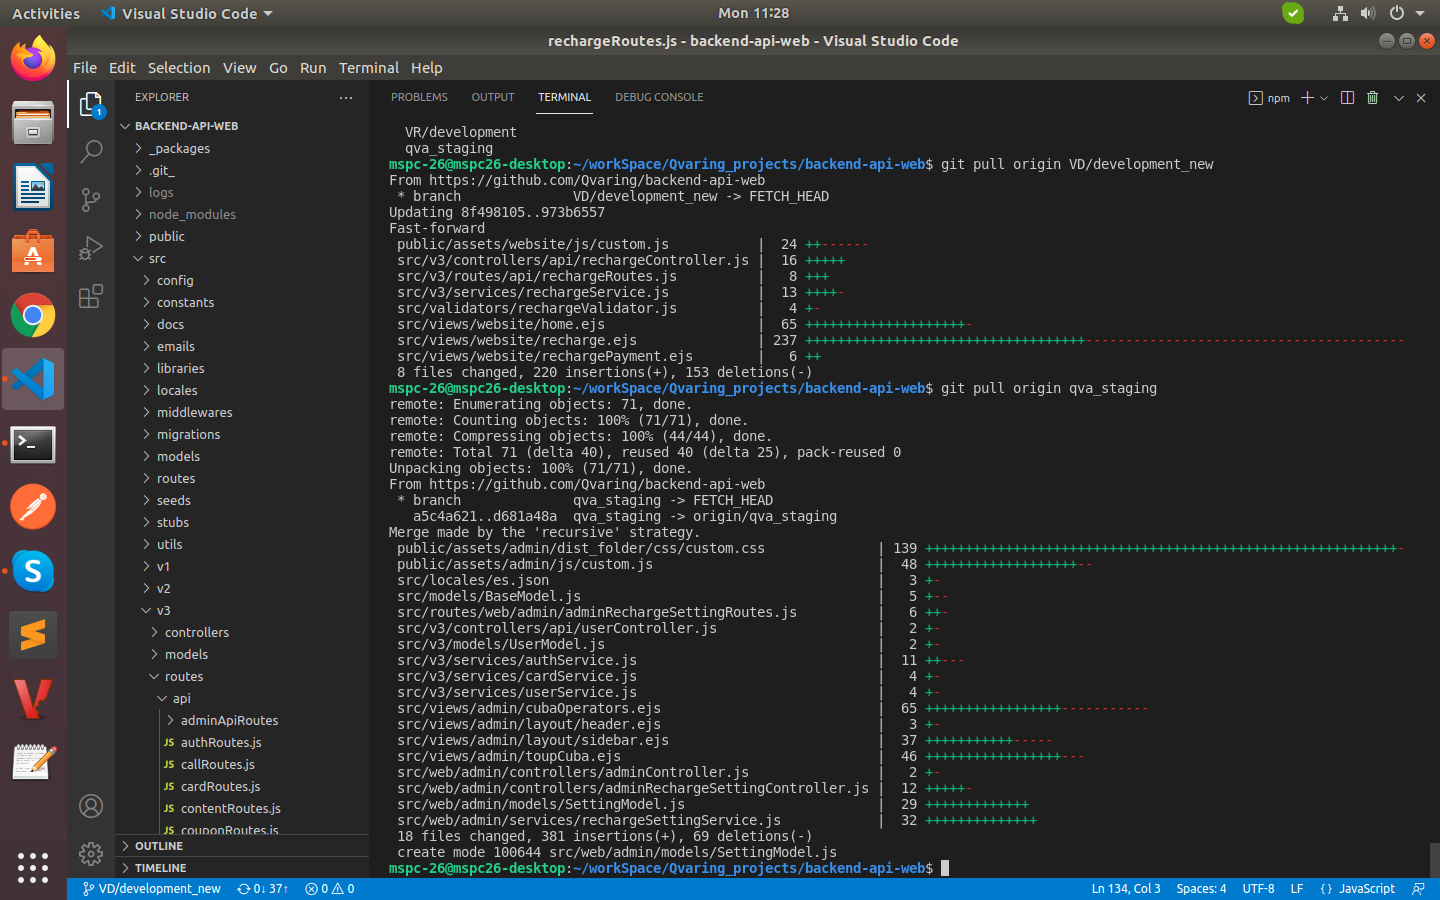 Activities
Visual Studio Code
Mon 11:28
rechargeRoutes.js - backend-api-web - Visual Studio Code
File Edit Selection View Go Run Terminal Help
1
EXPLORER
BACKEND-API-WEB
_packages
.git_
logs
node_modules
public
src
config
constants
docs
emails
libraries
locales
middlewares
migrations
models
routes
seeds
stubs
utils
v1
v2
v3
controllers
models
routes
api
adminApiRoutes
JS authRoutes.js
JS callRoutes.js
JS cardRoutes.js
JS contentRoutes.js
JS couponRoutes.js
OUTLINE
TIMELINE
PROBLEMS OUTPUT TERMINAL DEBUG CONSOLE
npm
VR/development
qva_staging
mspc-26@mspc26-desktop:~/workSpace/Qvaring_projects/backend-api-web$ git pull origin VD/development_new
From https://github.com/Qvaring/backend-api-web
 * branch              VD/development_new -> FETCH_HEAD
Updating 8f498105..973b6557
Fast-forward
 public/assets/website/js/custom.js           |  24 ++------
 src/v3/controllers/api/rechargeController.js |  16 +++++
 src/v3/routes/api/rechargeRoutes.js          |   8 +++
 src/v3/services/rechargeService.js           |  13 ++++-
 src/validators/rechargeValidator.js          |   4 +-
 src/views/website/home.ejs                   |  65 ++++++++++++++++++++-
 src/views/website/recharge.ejs               | 237 +++++++++++++++++++++++++++++++++++----------------------------------------
 src/views/website/rechargePayment.ejs        |   6 ++
 8 files changed, 220 insertions(+), 153 deletions(-)
mspc-26@mspc26-desktop:~/workSpace/Qvaring_projects/backend-api-web$ git pull origin qva_staging
remote: Enumerating objects: 71, done.
remote: Counting objects: 100% (71/71), done.
remote: Compressing objects: 100% (44/44), done.
remote: Total 71 (delta 40), reused 40 (delta 25), pack-reused 0
Unpacking objects: 100% (71/71), done.
From https://github.com/Qvaring/backend-api-web
 * branch              qva_staging -> FETCH_HEAD
   a5c4a621..d681a48a  qva_staging -> origin/qva_staging
Merge made by the 'recursive' strategy.
 public/assets/admin/dist_folder/css/custom.css              | 139 +++++++++++++++++++++++++++++++++++++++++++++++++++++++++++-
 public/assets/admin/js/custom.js                            |  48 +++++++++++++++++++--
 src/locales/es.json                                         |   3 +-
 src/models/BaseModel.js                                     |   5 +--
 src/routes/web/admin/adminRechargeSettingRoutes.js          |   6 ++-
 src/v3/controllers/api/userController.js                    |   2 +-
 src/v3/models/UserModel.js                                  |   2 +-
 src/v3/services/authService.js                              |  11 ++---
 src/v3/services/cardService.js                              |   4 +-
 src/v3/services/userService.js                              |   4 +-
 src/views/admin/cubaOperators.ejs                           |  65 +++++++++++++++++-----------
 src/views/admin/layout/header.ejs                           |   3 +-
 src/views/admin/layout/sidebar.ejs                          |  37 +++++++++++-----
 src/views/admin/toupCuba.ejs                                |  46 +++++++++++++++++---
 src/web/admin/controllers/adminController.js                |   2 +-
 src/web/admin/controllers/adminRechargeSettingController.js |  12 +++++-
 src/web/admin/models/SettingModel.js                        |  29 +++++++++++++
 src/web/admin/services/rechargeSettingService.js            |  32 ++++++++++++++
 18 files changed, 381 insertions(+), 69 deletions(-)
 create mode 100644 src/web/admin/models/SettingModel.js
mspc-26@mspc26-desktop:~/workSpace/Qvaring_projects/backend-api-web$
VD/development_new 0↓ 37↑ 0 0 Ln 134, Col 3 Spaces: 4 UTF-8 LF {} JavaScript